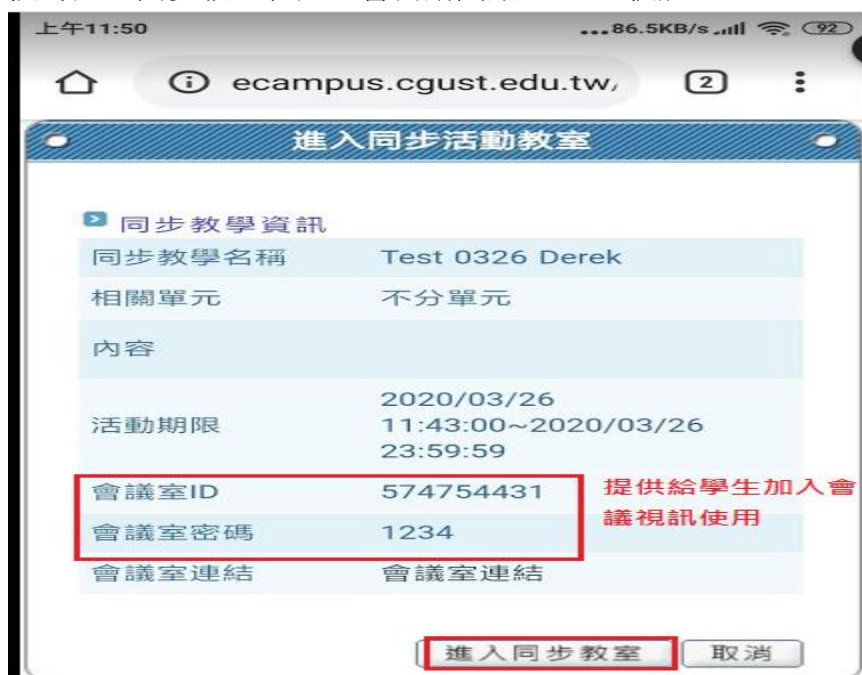 上午11:50
...86.5KB/s
92
ecampus.cgust.edu.tw/
2
進入同步活動教室
同步教學資訊
同步教學名稱 Test 0326 Derek
相關單元 不分單元
內容
活動期限 2020/03/26
11:43:00~2020/03/26
23:59:59
會議室ID 574754431
提供給學生加入會
會議室密碼 1234
議視訊使用
會議室連結 會議室連結
進入同步教室 取消